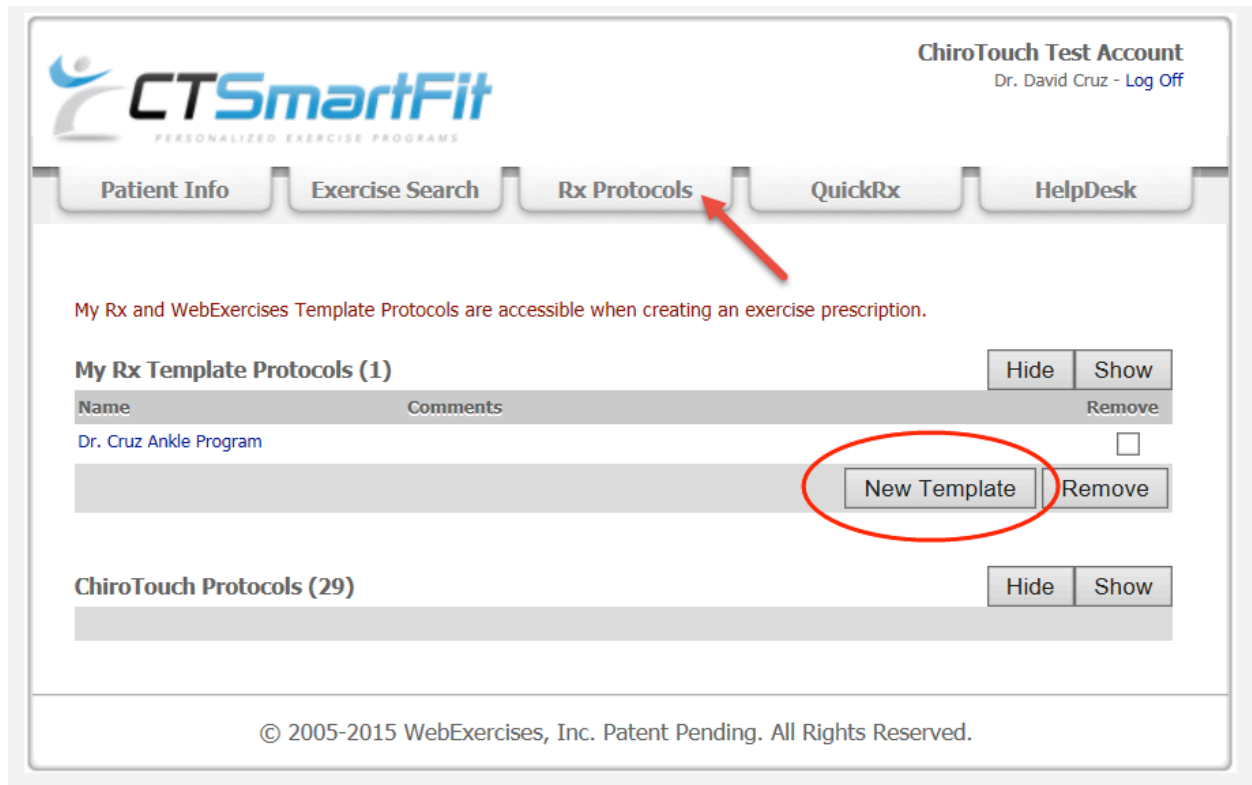 ChiroTouch Test Account
Dr. David Cruz - Log Off
CTSmartFit
PERSONALIZED EXERCISE PROGRAMS
Patient Info Exercise Search Rx Protocols QuickRx HelpDesk
My Rx and WebExercises Template Protocols are accessible when creating an exercise prescription.
My Rx Template Protocols (1) Hide Show
Name Comments Remove
Dr. Cruz Ankle Program
New Template Remove
ChiroTouch Protocols (29) Hide Show
© 2005-2015 WebExercises, Inc. Patent Pending. All Rights Reserved.